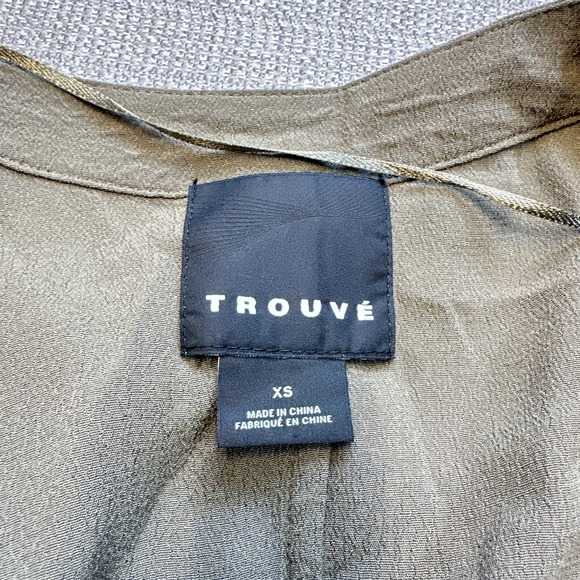 TROUVÉ
XS
MADE IN CHINA
FABRIQUÉ EN CHINE